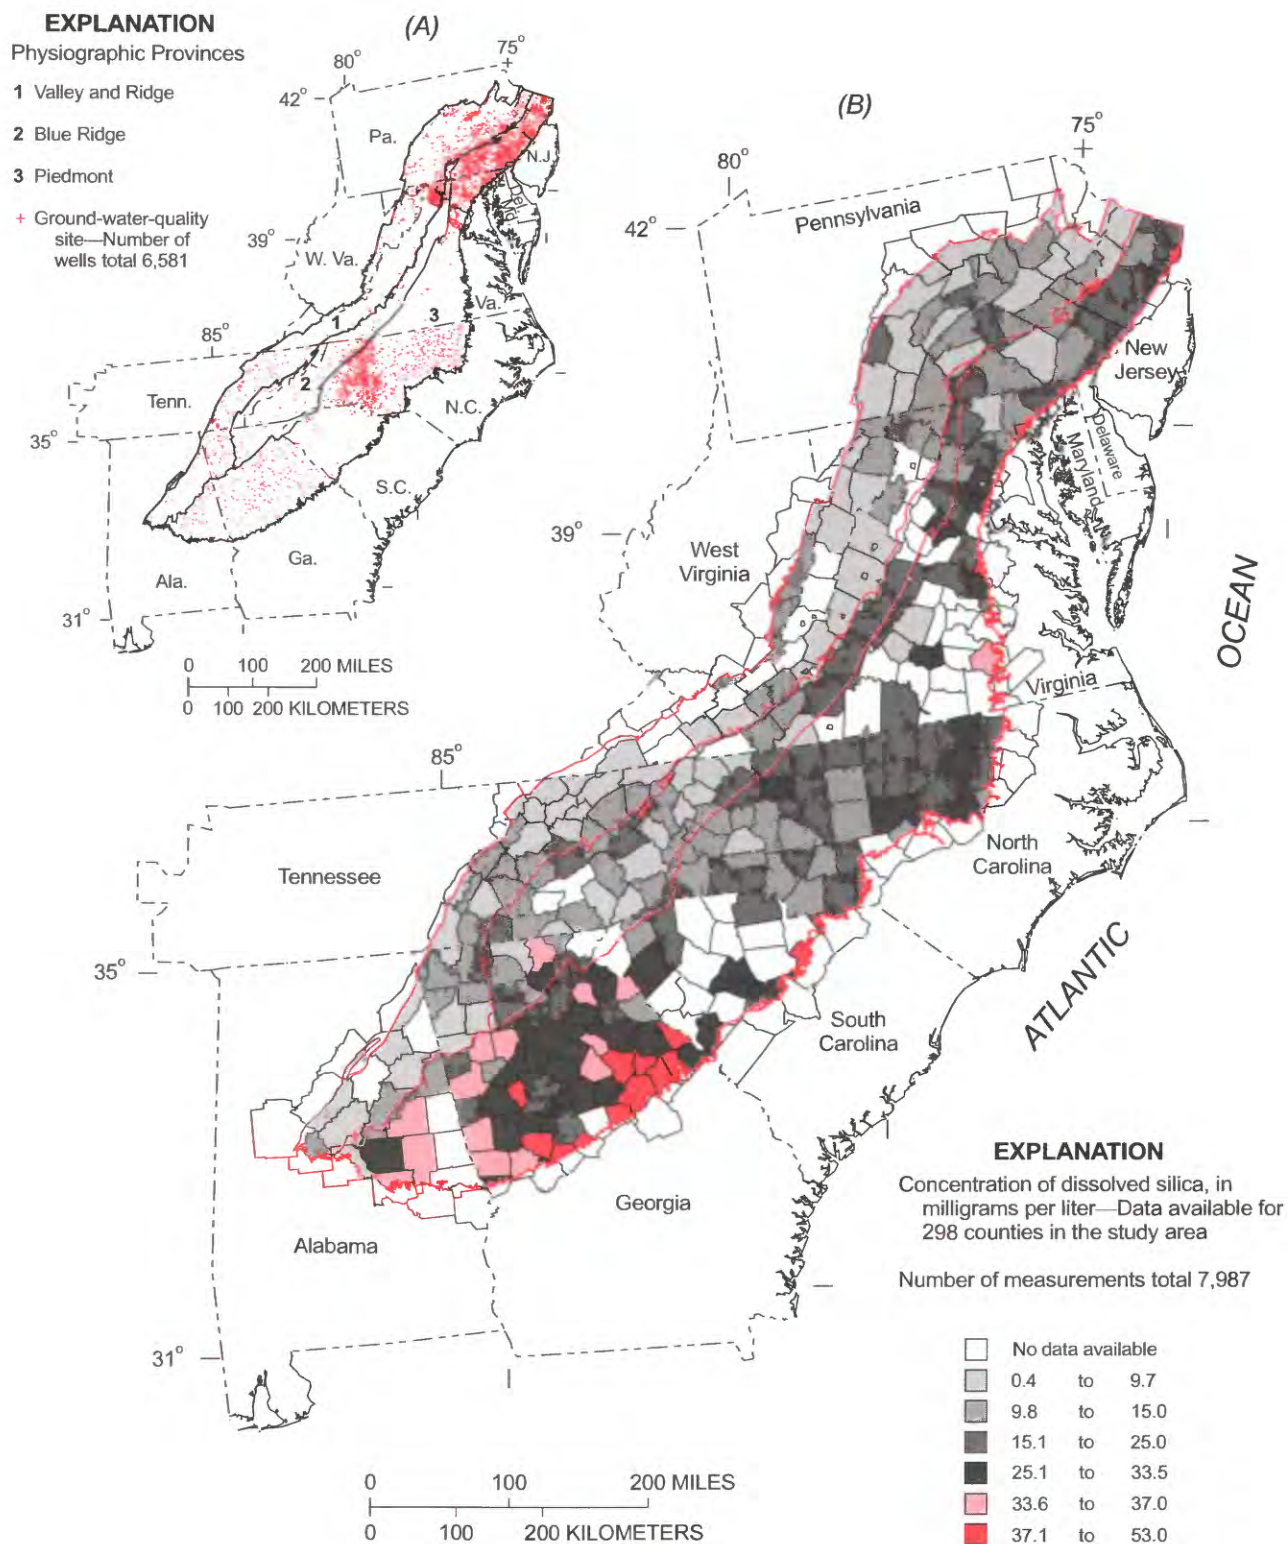 EXPLANATION
Physiographic Provinces
1 Valley and Ridge
2 Blue Ridge
3 Piedmont
+ Ground-water-quality
site—Number of
wells total 6,581
(A)
80°
75°
42°
Pa.
N.J.
Del.
Md.
39°
W. Va.
Va.
1
3
85°
2
Tenn.
N.C.
35°
S.C.
Ga.
Ala.
31°
0 100 200 MILES
0 100 200 KILOMETERS
(B)
75°
80°
Pennsylvania
42°
New
Jersey
Delaware
Maryland
39°
West
Virginia
OCEAN
Virginia
85°
North
Carolina
Tennessee
ATLANTIC
35°
South
Carolina
Georgia
Alabama
31°
0 100 200 MILES
0 100 200 KILOMETERS
EXPLANATION
Concentration of dissolved silica, in
milligrams per liter—Data available for
298 counties in the study area
Number of measurements total 7,987
No data available
0.4 to 9.7
9.8 to 15.0
15.1 to 25.0
25.1 to 33.5
33.6 to 37.0
37.1 to 53.0